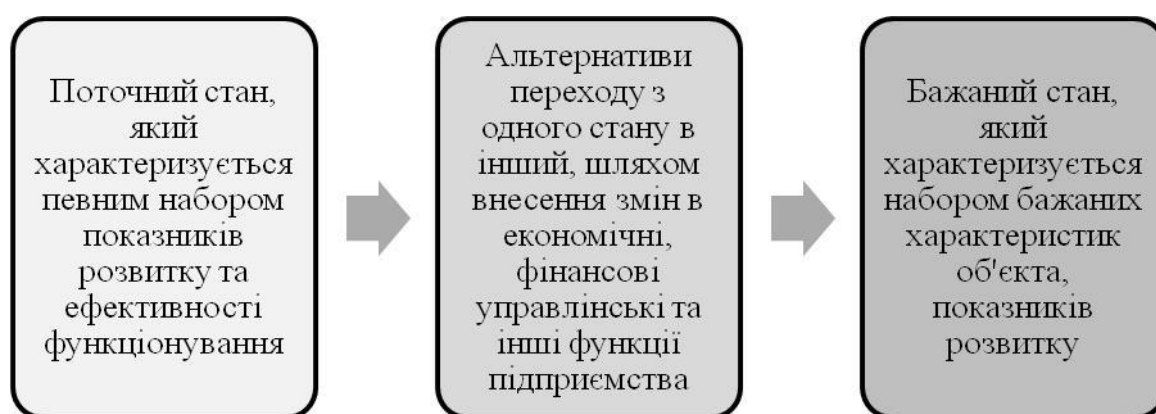 Поточний стан,
який
характеризується
певним набором
показників
розвитку та
ефективності
функціонування
Альтернативи
переходу з
одного стану в
інший, шляхом
внесення змін в
економічні,
фінансові
управлінські та
інші функції
підприємства
Бажаний стан,
який
характеризується
набором бажаних
характеристик
об'єкта,
показників
розвитку